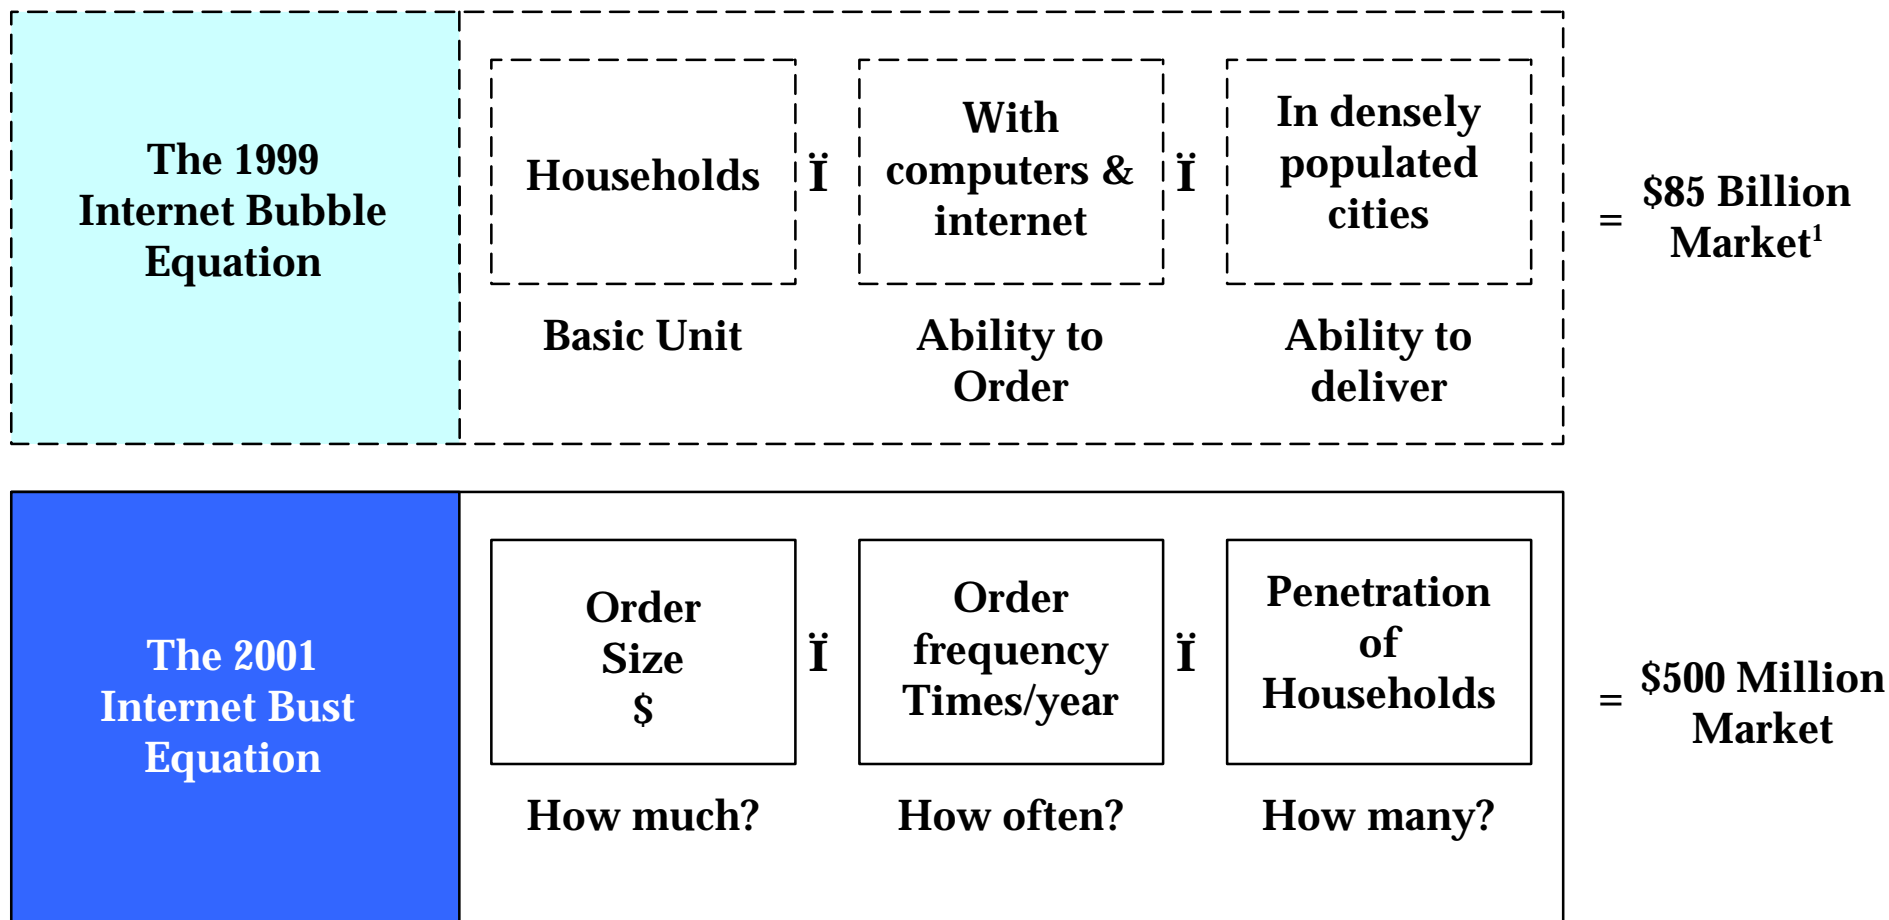 The 1999
Internet Bubble
Equation
Households
Ï
With
computers &
internet
Ï
In densely
populated
cities
= $85 Billion
Market¹
Basic Unit
Ability to
Order
Ability to
deliver
The 2001
Internet Bust
Equation
Order
Size
$
Ï
Order
frequency
Times/year
Ï
Penetration
of
Households
= $500 Million
Market
How much?
How often?
How many?